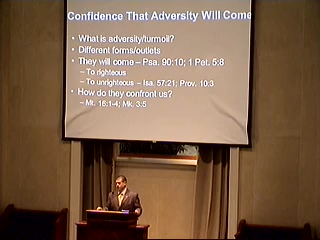 Confidence That Adversity Will Come
• What is adversity/turmoil?
• Different forms/outlets
• They will come – Psa. 90:10; 1 Pet. 5:8
– To righteous
– To unrighteous – Isa. 57:21; Prov. 10:3
• How do they confront us?
– Mt. 16:1-4; Mk. 3:5